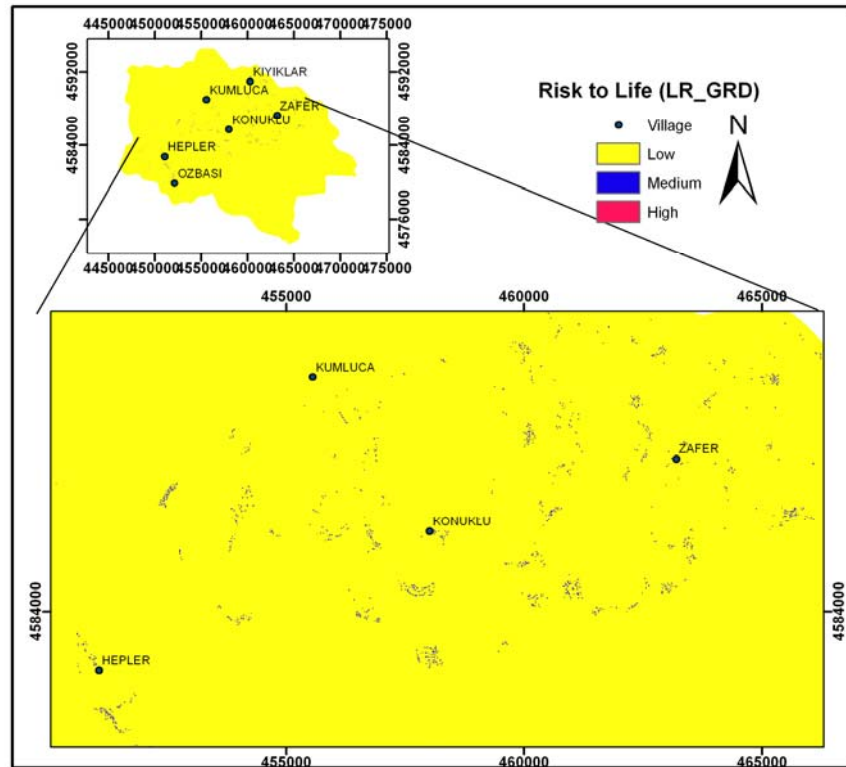 445000 450000 455000 460000 465000 470000 475000
4592000
4584000
4576000
KIYIKLAR
KUMLUCA
ZAFER
KONUKLU
HEPLER
OZBASI
4592000
4584000
4576000
445000 450000 455000 460000 465000 470000 475000
Risk to Life (LR_GRD)
Village
Low
Medium
High
N
455000 460000 465000
KUMLUCA
ZAFER
KONUKLU
4584000
4584000
HEPLER
455000 460000 465000